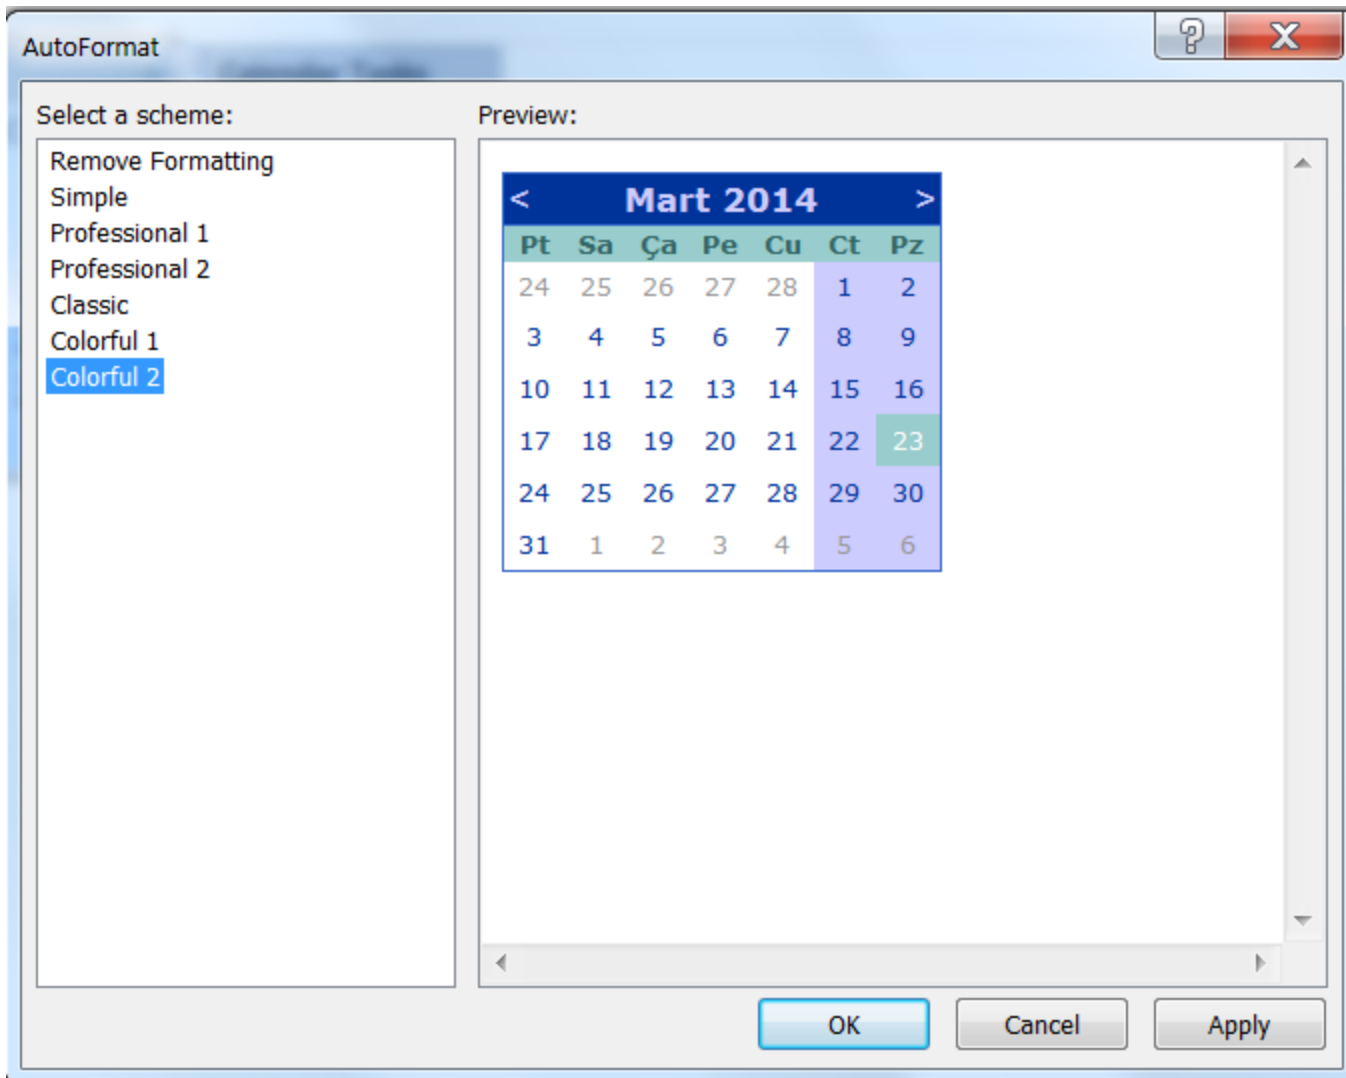 AutoFormat
Calendar Tasks
Select a scheme:
Remove Formatting
Simple
Professional 1
Professional 2
Classic
Colorful 1
Colorful 2
Preview:
< Mart 2014 >
Pt Sa Ça Pe Cu Ct Pz
24 25 26 27 28 1 2
3 4 5 6 7 8 9
10 11 12 13 14 15 16
17 18 19 20 21 22 23
24 25 26 27 28 29 30
31 1 2 3 4 5 6
OK Cancel Apply